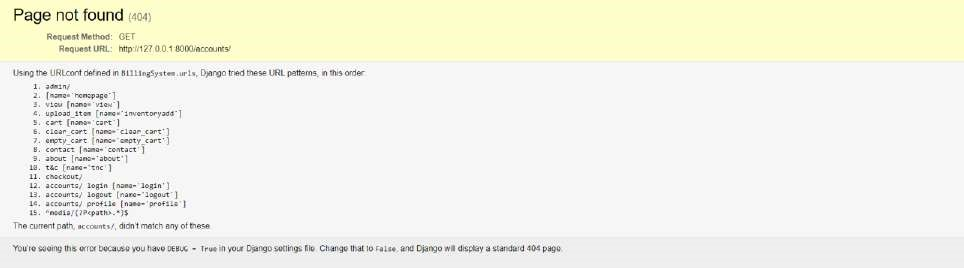 Page not found (404)
Request Method: GET
Request URL: http://127.0.0.1:8000/accounts/
Using the URLconf defined in BillingSystem.urls, Django tried these URL patterns, in this order:
1. admin/
2. [name='homepage']
3. view [name='view']
4. upload_item [name='inventoryadd']
5. cart [name='cart']
6. clear_cart [name='clear_cart']
7. empty_cart [name='empty_cart']
8. contact [name='contact']
9. about [name='about']
10. t&c [name='tnc']
11. checkout/
12. accounts/ login [name='login']
13. accounts/ logout [name='logout']
14. accounts/ profile [name='profile']
15. ^media/(?P<path>.*)$
The current path, accounts/, didn't match any of these.
You're seeing this error because you have DEBUG = True in your Django settings file. Change that to False, and Django will display a standard 404 page.